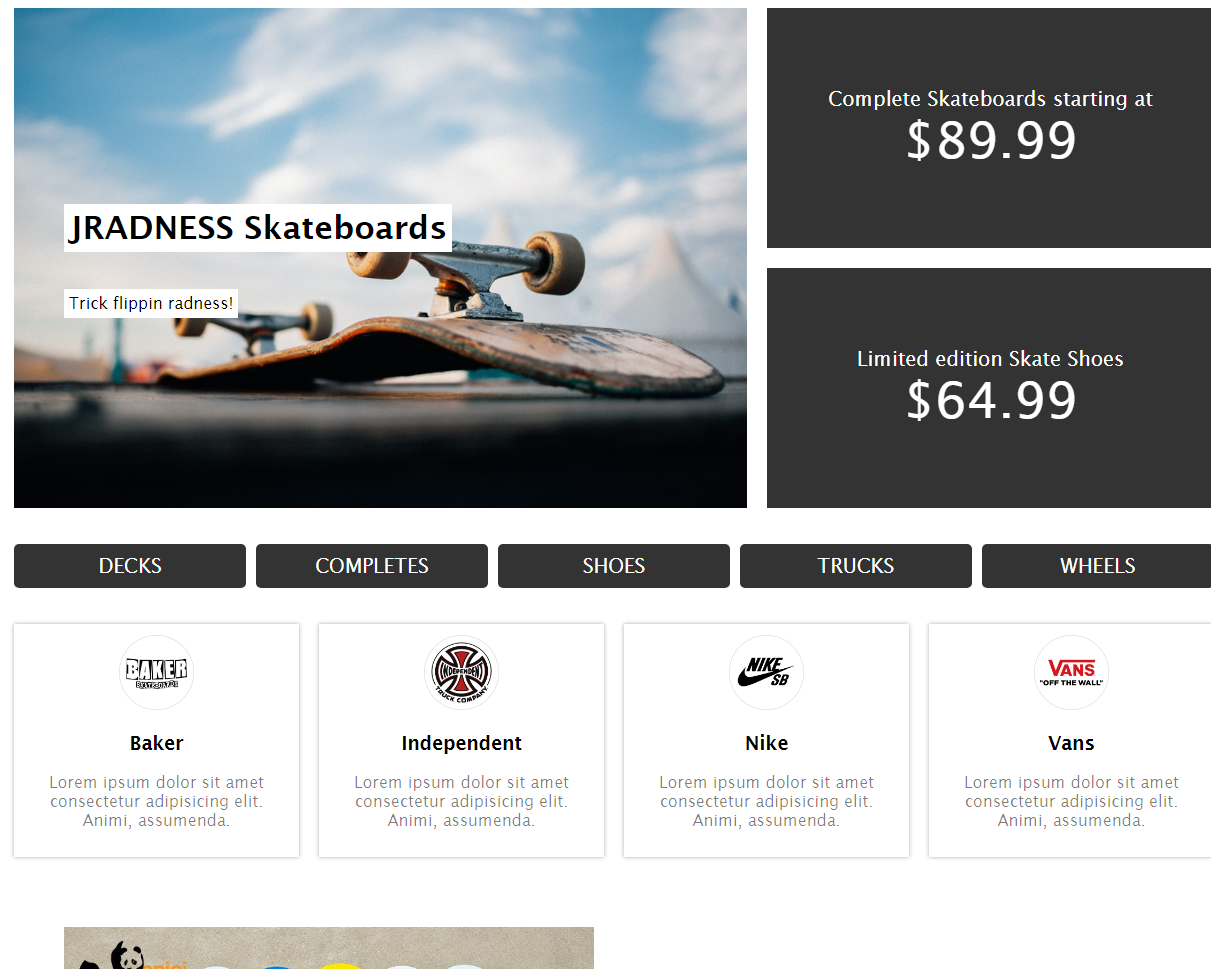 JRADNESS Skateboards
Trick flippin radness!
Complete Skateboards starting at
$89.99
Limited edition Skate Shoes
$64.99
DECKS
COMPLETES
SHOES
TRUCKS
WHEELS
BAKER
SKATEBOARDS
Baker
Lorem ipsum dolor sit amet
consectetur adipisicing elit.
Animi, assumenda.
INDEPENDENT
TRUCK COMPANY
Independent
Lorem ipsum dolor sit amet
consectetur adipisicing elit.
Animi, assumenda.
NIKE
SB
Nike
Lorem ipsum dolor sit amet
consectetur adipisicing elit.
Animi, assumenda.
VANS
"OFF THE WALL"
Vans
Lorem ipsum dolor sit amet
consectetur adipisicing elit.
Animi, assumenda.